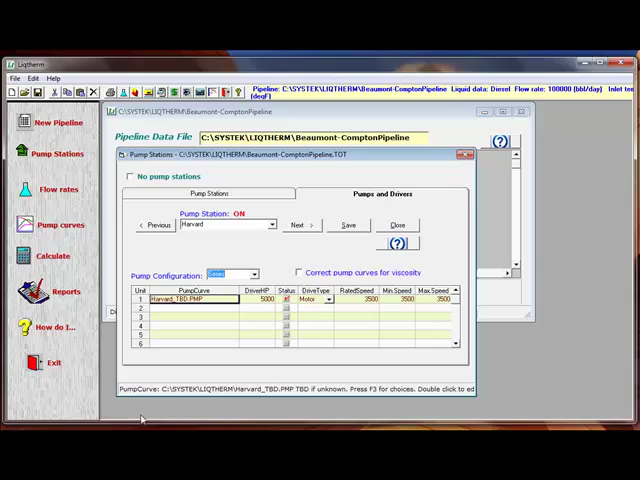 Liqtherm
File Edit Help
Pipeline: C:\SYSTEK\LIQTHERM\Beaumont-ComptonPipeline Liquid data: Diesel Flow rate: 100000 (bbl/day) Inlet tem
(degF)
New Pipeline
Pump Stations
Flow rates
Pump curves
Calculate
Reports
How do I...
Exit
C:\SYSTEK\LIQTHERM\Beaumont-ComptonPipeline
Pipeline Data File C:\SYSTEK\LIQTHERM\Beaumont-ComptonPipeline
Pump Stations - C:\SYSTEK\LIQTHERM\Beaumont-ComptonPipeline.TOT
No pump stations
Pump Stations Pumps and Drivers
Pump Station: ON
< Previous Harvard Next > Save Close
Pump Configuration: Series Correct pump curves for viscosity
Unit PumpCurve DriverHP Status DriveType RatedSpeed Min.Speed Max.Speed
1 Harvard_TBD.PMP 5000 Motor 3500 3500 3500
2
3
4
5
6
PumpCurve: C:\SYSTEK\LIQTHERM\Harvard_TBD.PMP TBD if unknown. Press F3 for choices. Double click to ed